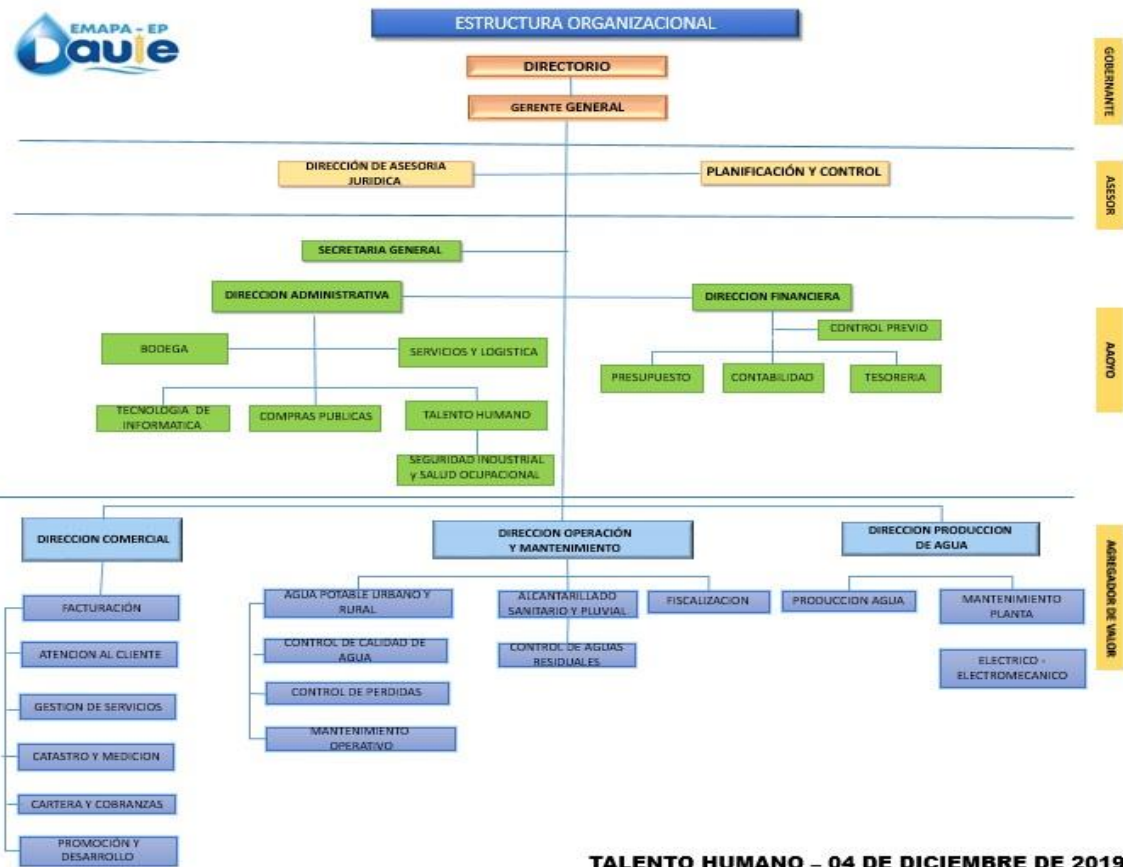 EMAPA - EP
Daule
ESTRUCTURA ORGANIZACIONAL
DIRECTORIO
GERENTE GENERAL
GOBERNANTE
DIRECCIÓN DE ASESORIA
JURIDICA
PLANIFICACIÓN Y CONTROL
ASESOR
SECRETARIA GENERAL
DIRECCION ADMINISTRATIVA
DIRECCION FINANCIERA
CONTROL PREVIO
BODEGA
SERVICIOS Y LOGISTICA
PRESUPUESTO
CONTABILIDAD
TESORERIA
AAOYO
TECNOLOGIA DE
INFORMATICA
COMPRAS PUBLICAS
TALENTO HUMANO
SEGURIDAD INDUSTRIAL
y SALUD OCUPACIONAL
DIRECCION COMERCIAL
DIRECCION OPERACIÓN
Y MANTENIMIENTO
DIRECCION PRODUCCION
DE AGUA
AGREGADOR DE VALOR
FACTURACIÓN
ATENCION AL CLIENTE
GESTION DE SERVICIOS
CATASTRO Y MEDICION
CARTERA Y COBRANZAS
PROMOCIÓN Y
DESARROLLO
AGUA POTABLE URBANO Y
RURAL
CONTROL DE CALIDAD DE
AGUA
CONTROL DE PERDIDAS
MANTENIMIENTO
OPERATIVO
ALCANTARILLADO
SANITARIO Y PLUVIAL
CONTROL DE AGUAS
RESIDUALES
FISCALIZACION
PRODUCCION AGUA
MANTENIMIENTO
PLANTA
ELECTRICO -
ELECTROMECANICO
TALENTO HUMANO – 04 DE DICIEMBRE DE 2019